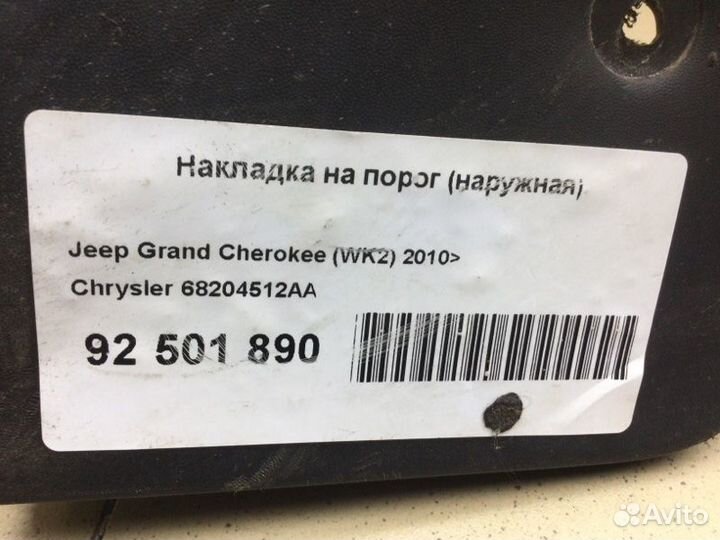 Накладка на порог (наружная)
Jeep Grand Cherokee (WK2) 2010>
Chrysler 68204512AA
92 501 890
Avito